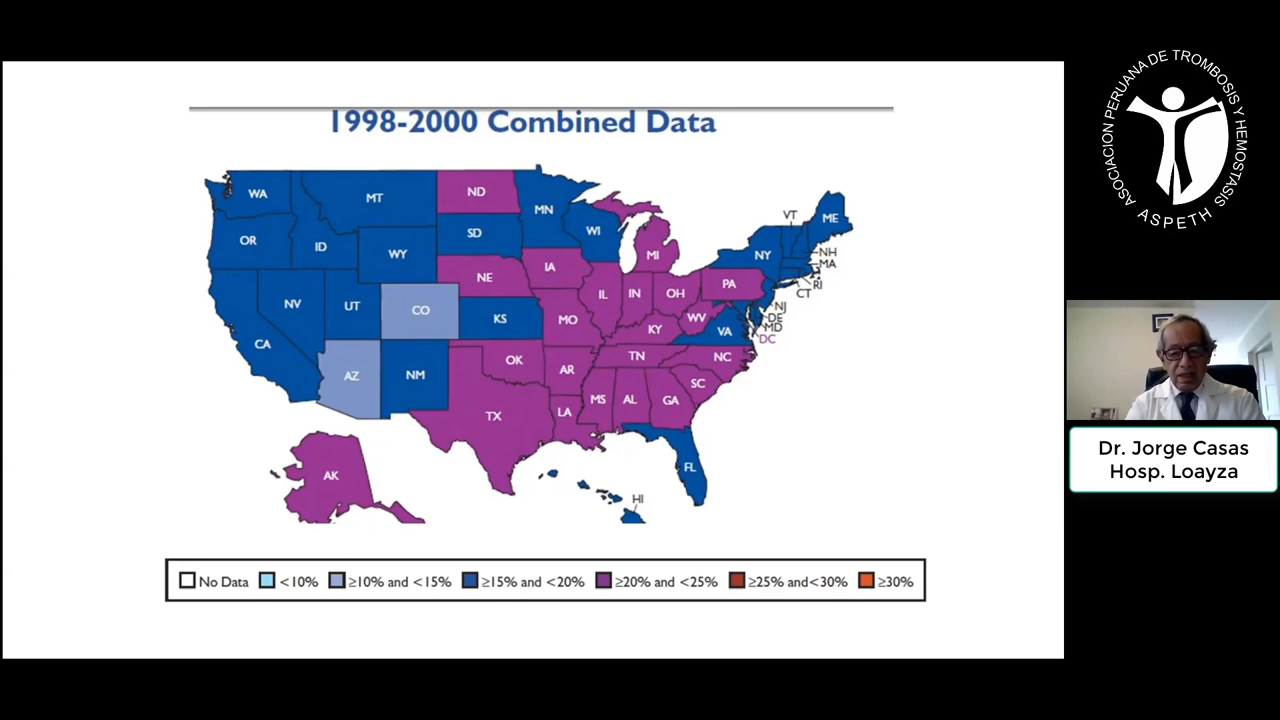 1998-2000 Combined Data
WA
MT
ND
MN
VT
ME
OR
ID
SD
WI
NY
NH
MA
WY
MI
RI
CT
IA
NE
PA
NV
UT
CO
IL
IN
OH
NJ
DE
MD
DC
KS
MO
KY
WV
VA
CA
AZ
NM
OK
AR
TN
NC
SC
TX
LA
MS
AL
GA
FL
AK
HI
No Data <10% ≥10% and <15% ≥15% and <20% ≥20% and <25% ≥25% and<30% ≥30%
ASOCIACION PERUANA DE TROMBOSIS Y HEMOSTASIS
ASPETH
Dr. Jorge Casas
Hosp. Loayza